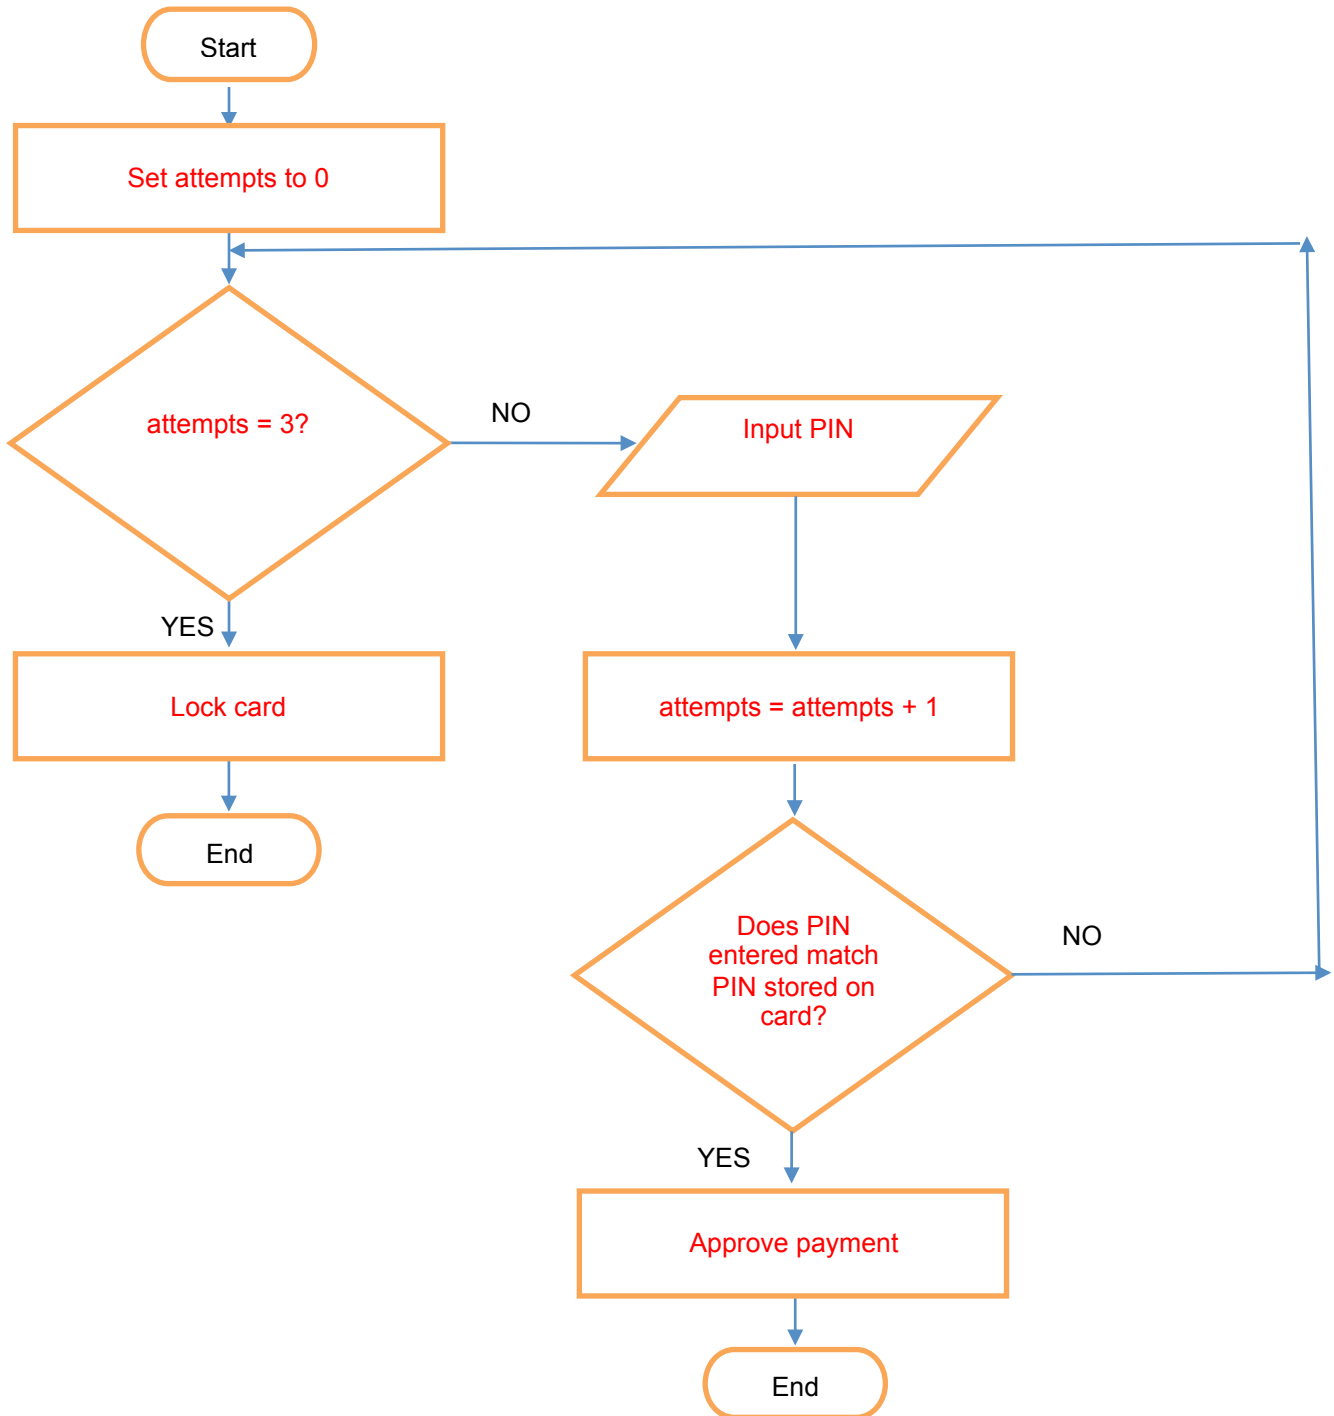 Start
Set attempts to 0
attempts = 3?
NO
Input PIN
YES
Lock card
attempts = attempts + 1
End
Does PIN
entered match
PIN stored on
card?
NO
YES
Approve payment
End